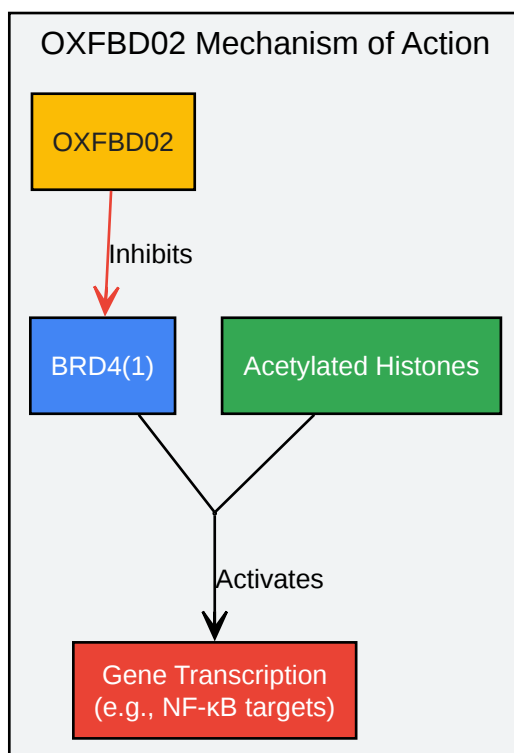 OXFBD02 Mechanism of Action
OXFBD02
Inhibits
BRD4(1)
Acetylated Histones
Activates
Gene Transcription
(e.g., NF-κB targets)